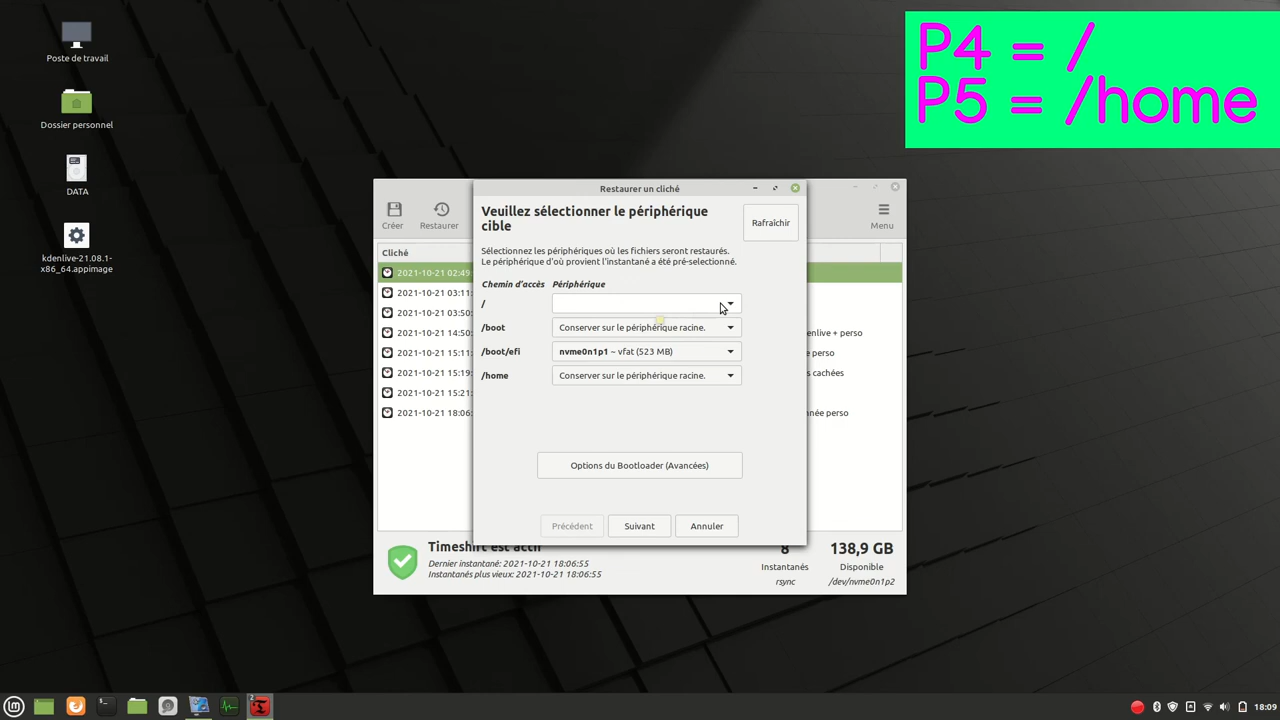 Poste de travail
Dossier personnel
DATA
kdenlive-21.08.1-
x86_64.appimage
P4 = /
P5 = /home
Restaurer un cliché
Créer
Restaurer
Menu
Veuillez sélectionner le périphérique
cible
Rafraîchir
Sélectionnez les périphériques où les fichiers seront restaurés.
Le périphérique d'où provient l'instantané a été pré-selectionné.
Chemin d'accès Périphérique
/
/boot Conserver sur le périphérique racine.
/boot/efi nvme0n1p1 ~ vfat (523 MB)
/home Conserver sur le périphérique racine.
Options du Bootloader (Avancées)
Précédent Suivant Annuler
Cliché
2021-10-21 02:49:
2021-10-21 03:11:
2021-10-21 03:50:
2021-10-21 14:50: enlive + perso
2021-10-21 15:11: perso
2021-10-21 15:19: s cachées
2021-10-21 15:21:
2021-10-21 18:06: née perso
Timeshift est actif
Dernier instantané: 2021-10-21 18:06:55
Instantanés plus vieux: 2021-10-21 18:06:55
8
Instantanés
rsync
138,9 GB
Disponible
/dev/nvme0n1p2
2
18:09